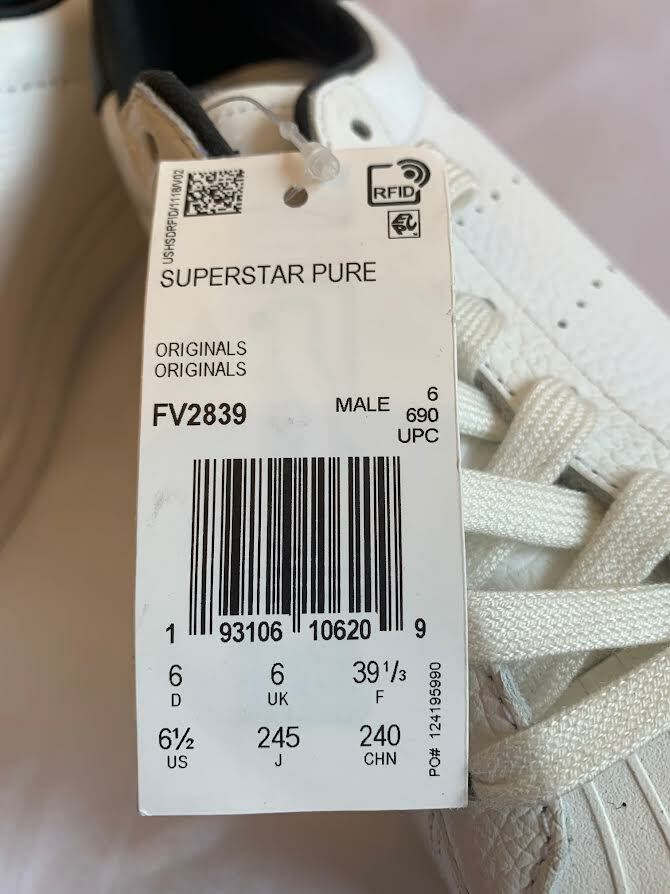 USHSDRFID/1118/V/02
RFID
SUPERSTAR PURE
ORIGINALS
ORIGINALS
FV2839
MALE
6
690
UPC
1 93106 10620 9
6 6 39 1/3
D UK F
6½ 245 240
US J CHN
PO# 124195990